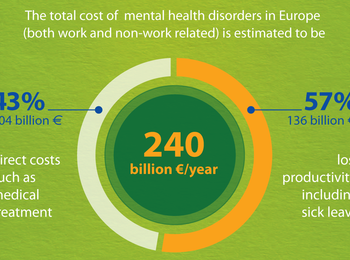 The total cost of mental health disorders in Europe
(both work and non-work related) is estimated to be
43%
04 billion €
57%
136 billion €
240
billion €/year
irect costs
uch as
nedical
reatment
los
productivit
includin
sick leav